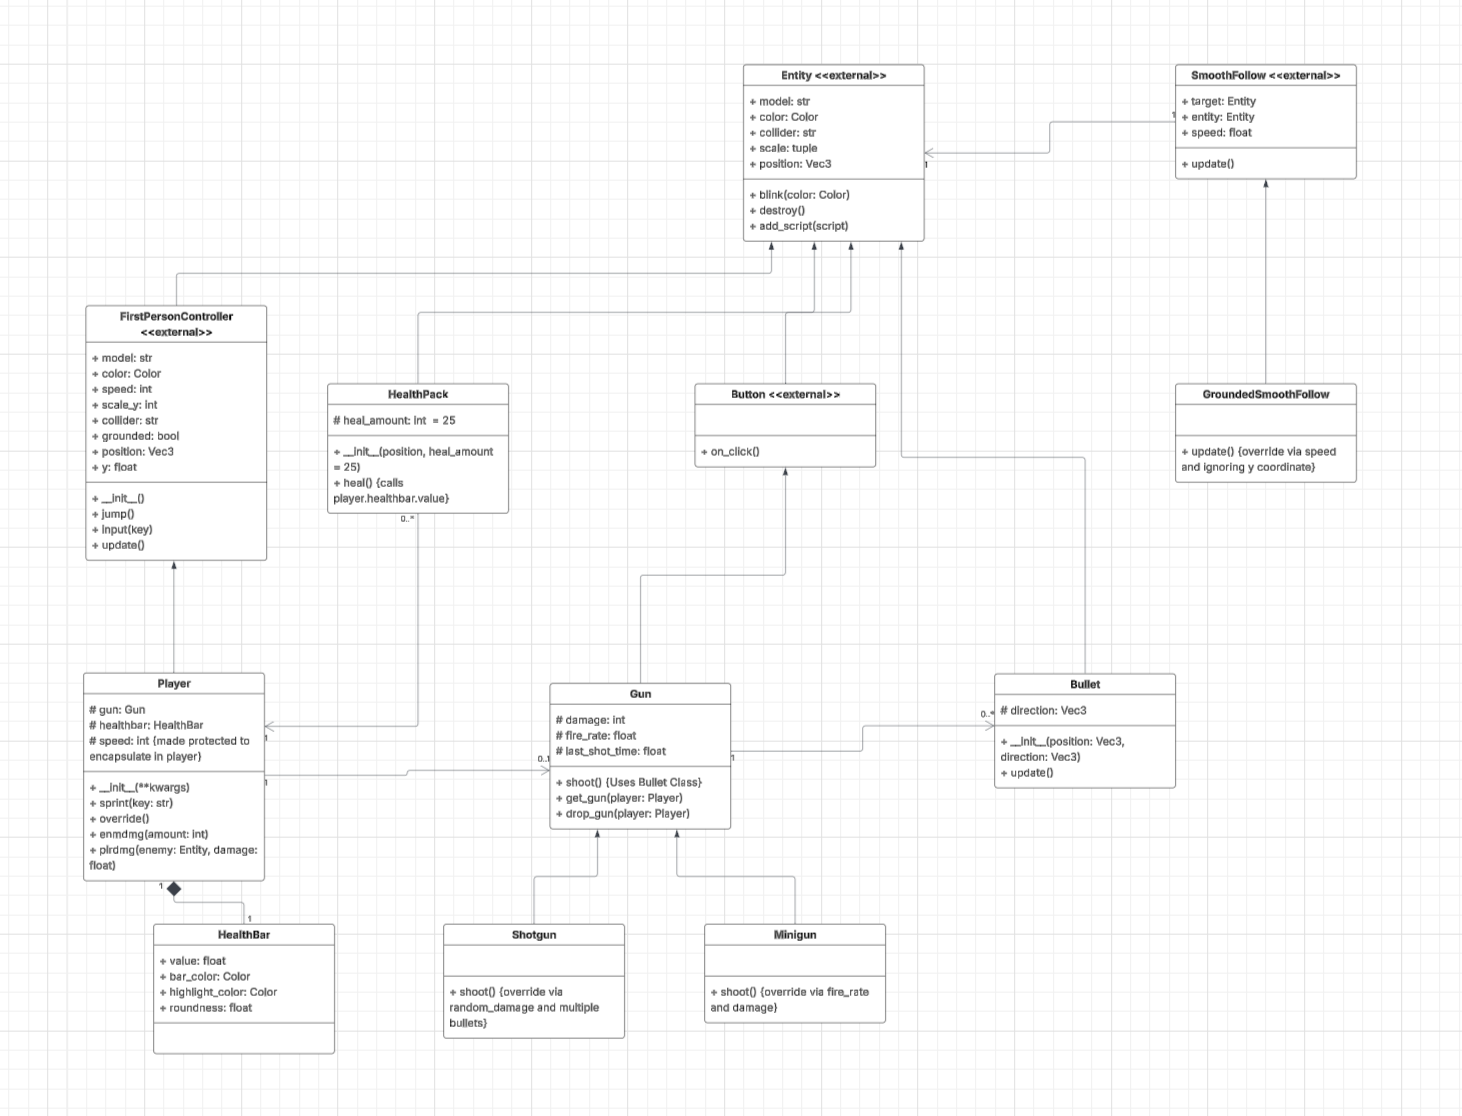 Entity <<external>>
+ model: str
+ color: Color
+ collider: str
+ scale: tuple
+ position: Vec3
+ blink(color: Color)
+ destroy()
+ add_script(script)
1
SmoothFollow <<external>>
+ target: Entity
+ entity: Entity
+ speed: float
+ update()
1
FirstPersonController
<<external>>
+ model: str
+ color: Color
+ speed: int
+ scale_y: int
+ collider: str
+ grounded: bool
+ position: Vec3
+ y: float
+ __init__()
+ jump()
+ input(key)
+ update()
HealthPack
# heal_amount: int = 25
+ __init__(position, heal_amount
= 25)
+ heal() {calls
player.healthbar.value}
0..*
Button <<external>>
+ on_click()
GroundedSmoothFollow
+ update() {override via speed
and ignoring y coordinate}
Player
# gun: Gun
# healthbar: HealthBar
# speed: int {made protected to
encapsulate in player}
+ __init__(**kwargs)
+ sprint(key: str)
+ override()
+ enmdmg(amount: int)
+ plrdmg(enemy: Entity, damage:
float)
1
1
1
Gun
# damage: int
# fire_rate: float
# last_shot_time: float
+ shoot() {Uses Bullet Class}
+ get_gun(player: Player)
+ drop_gun(player: Player)
0..1
1
Bullet
# direction: Vec3
+ __init__(position: Vec3,
direction: Vec3)
+ update()
0..*
1
HealthBar
+ value: float
+ bar_color: Color
+ highlight_color: Color
+ roundness: float
Shotgun
+ shoot() {override via
random_damage and multiple
bullets}
Minigun
+ shoot() {override via fire_rate
and damage}